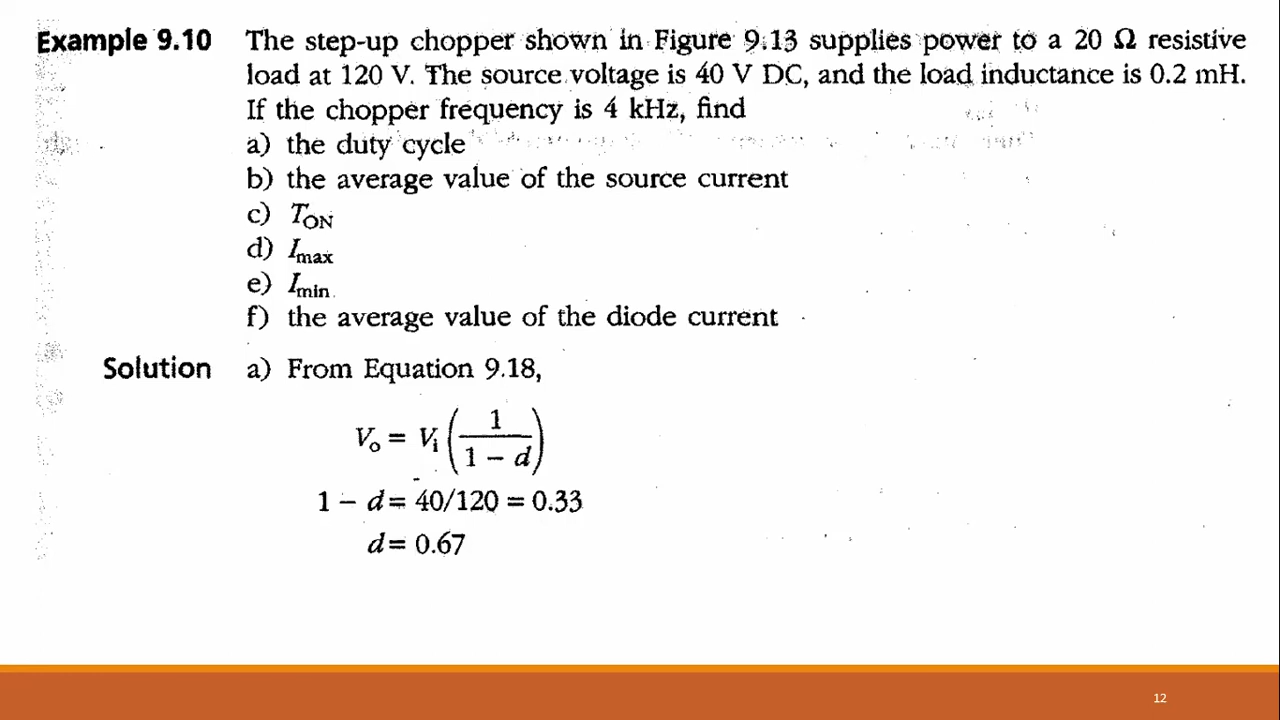 Example 9.10 The step-up chopper shown in Figure 9.13 supplies power to a 20 Ω resistive
load at 120 V. The source voltage is 40 V DC, and the load inductance is 0.2 mH.
If the chopper frequency is 4 kHz, find
a) the duty cycle
b) the average value of the source current
c) T_ON
d) I_max
e) I_min
f) the average value of the diode current
Solution a) From Equation 9.18,
V_o = V_i (1 / (1 − d))
1 − d = 40/120 = 0.33
d = 0.67
12